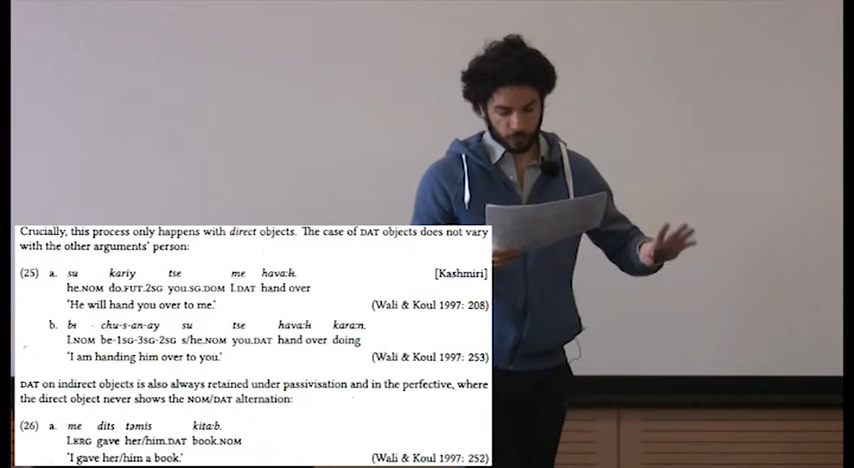 Crucially, this process only happens with direct objects. The case of DAT objects does not vary
with the other arguments' person:
(25) a. su kariy tse me hava:lɨ. [Kashmiri]
he.NOM do.FUT.2SG you.SG.DOM I.DAT hand over
'He will hand you over to me.' (Wali & Koul 1997: 208)
b. bɨ chu-s-an-ay su tse hava:lɨ kara:n.
I.NOM be-1SG-3SG-2SG s/he.NOM you.DAT hand over doing
'I am handing him over to you.' (Wali & Koul 1997: 253)
DAT on indirect objects is also always retained under passivisation and in the perfective, where
the direct object never shows the NOM/DAT alternation:
(26) a. me dits təmis kita:b.
I.ERG gave her/him.DAT book.NOM
'I gave her/him a book.' (Wali & Koul 1997: 252)